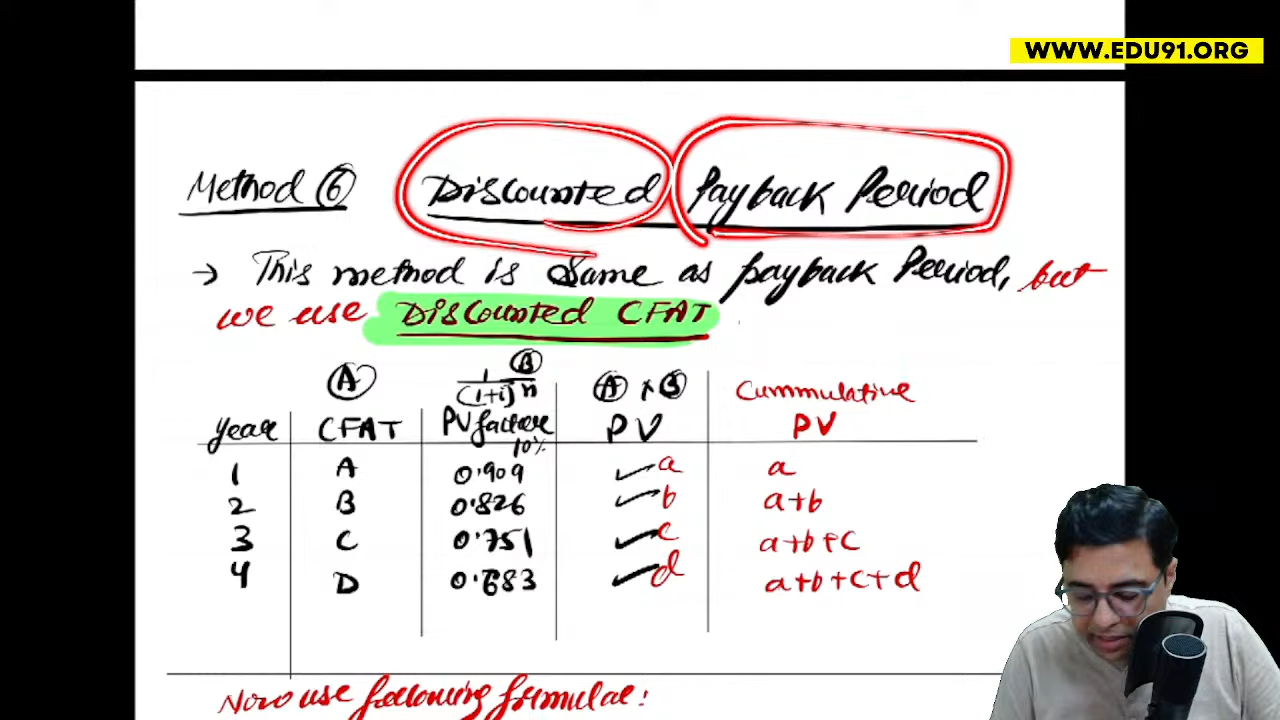 WWW.EDU91.ORG
Method ⑥ Discounted Payback Period
→ This method is same as payback Period, but
we use Discounted CFAT
Ⓐ 1/(1+i)^n Ⓑ Ⓐ x Ⓑ Cummulative
Year CFAT PV factor 10% PV PV
1 A 0.909 ✓ a a
2 B 0.826 ✓ b a+b
3 C 0.751 ✓ c a+b+c
4 D 0.683 ✓ d a+b+c+d
Now use following formulae: